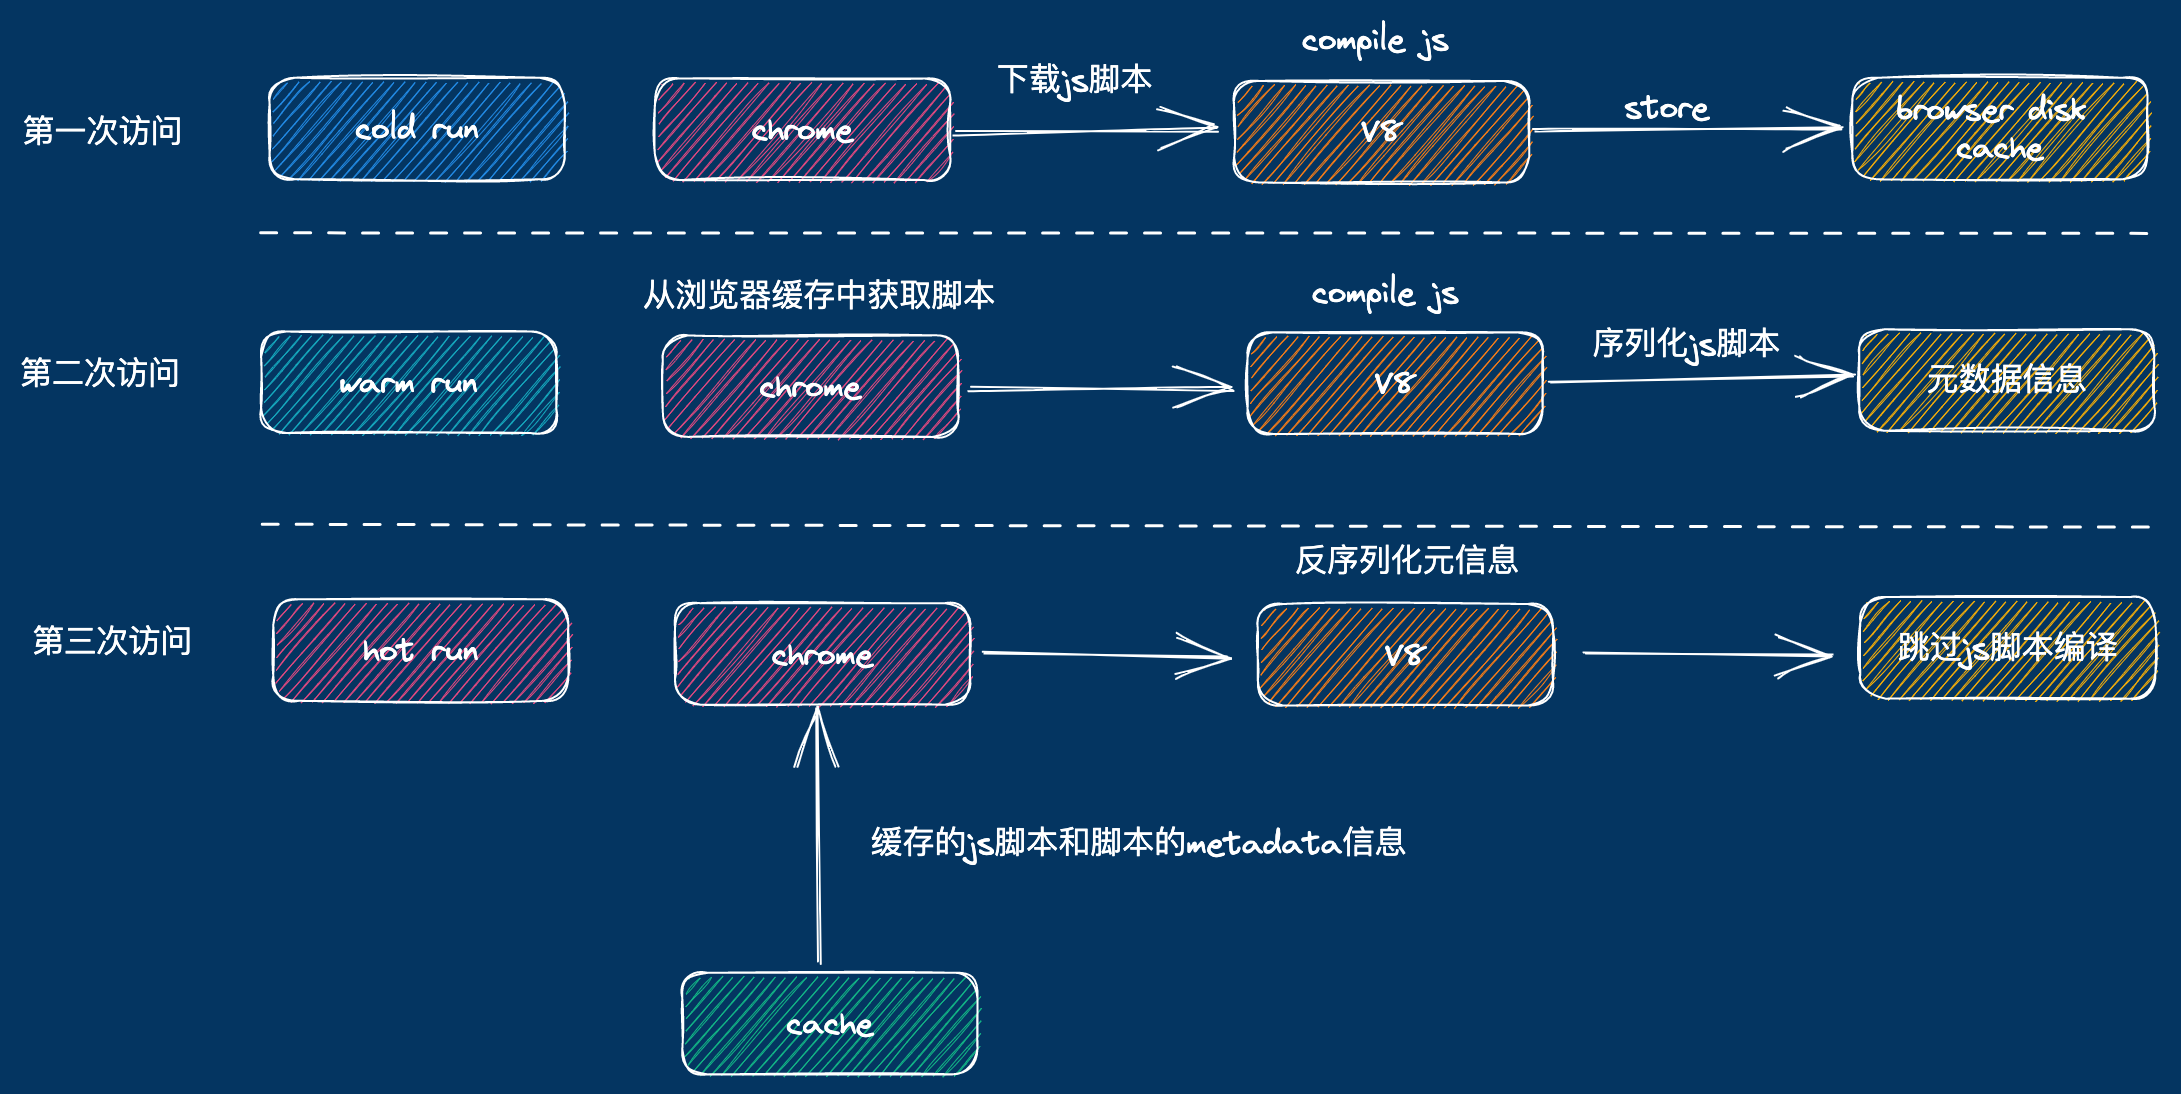 compile js
下载js脚本
第一次访问
cold run
chrome
V8
store
browser disk
cache
从浏览器缓存中获取脚本
compile js
序列化js脚本
第二次访问
warm run
chrome
V8
元数据信息
反序列化元信息
第三次访问
hot run
chrome
V8
跳过js脚本编译
缓存的js脚本和脚本的metadata信息
cache